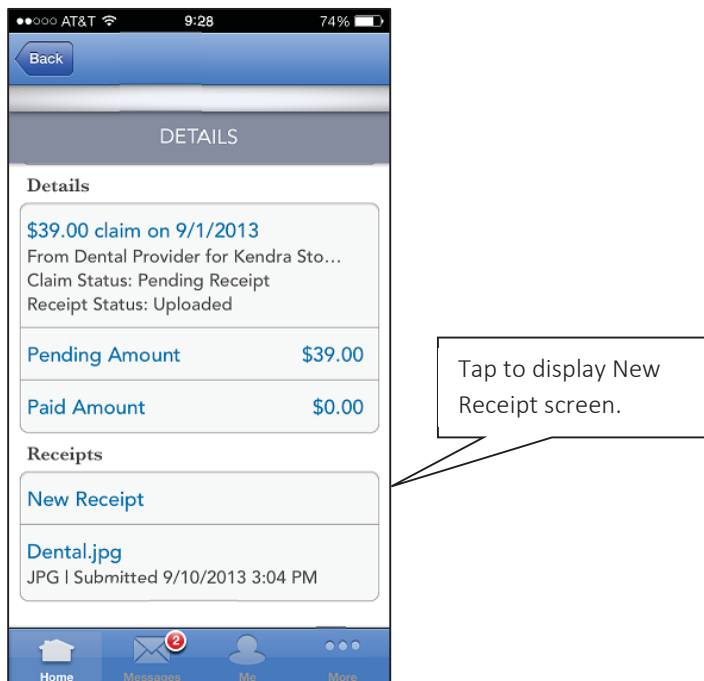 ●●○○○ AT&T 9:28 74%
Back
DETAILS
Details
$39.00 claim on 9/1/2013
From Dental Provider for Kendra Sto...
Claim Status: Pending Receipt
Receipt Status: Uploaded
Pending Amount $39.00
Paid Amount $0.00
Receipts
New Receipt
Dental.jpg
JPG | Submitted 9/10/2013 3:04 PM
2
Home Messages Me More
Tap to display New
Receipt screen.